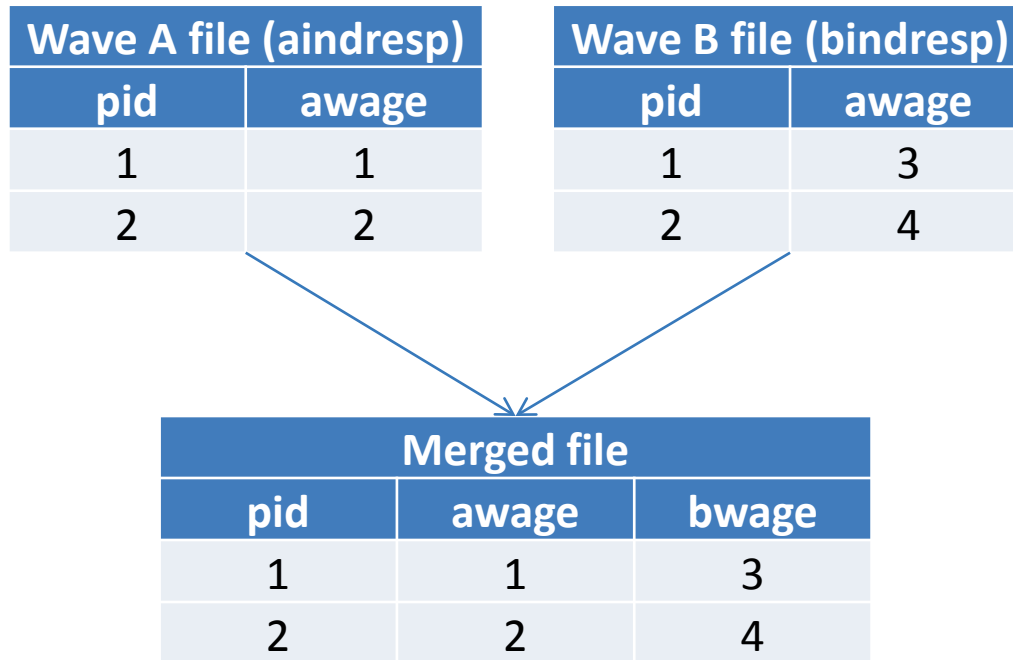 Wave A file (aindresp)
pid awage
1 1
2 2
Wave B file (bindresp)
pid awage
1 3
2 4
Merged file
pid awage bwage
1 1 3
2 2 4